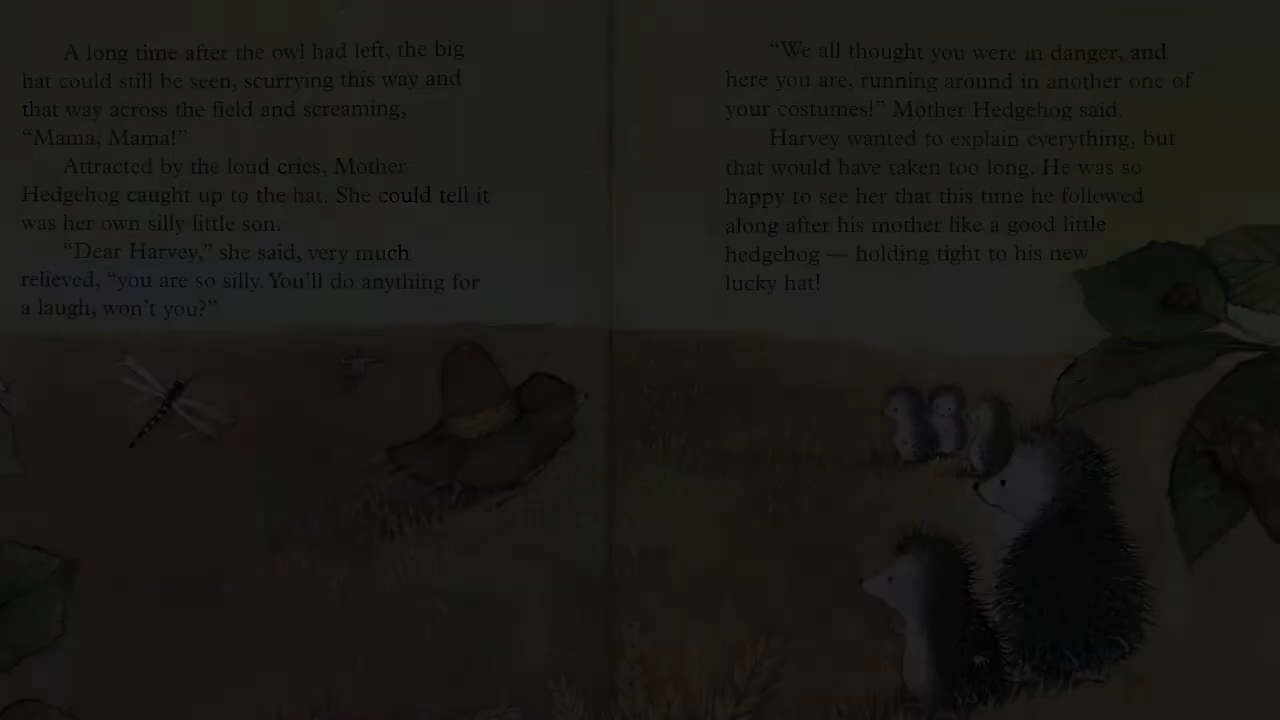 A long time after the owl had left, the big
hat could still be seen, scurrying this way and
that way across the field and screaming,
“Mama, Mama!”
Attracted by the loud cries, Mother
Hedgehog caught up to the hat. She could tell it
was her own silly little son.
“Dear Harvey,” she said, very much
relieved, “you are so silly. You’ll do anything for
a laugh, won’t you?”
“We all thought you were in danger, and
here you are, running around in another one of
your costumes!” Mother Hedgehog said.
Harvey wanted to explain everything, but
that would have taken too long. He was so
happy to see her that this time he followed
along after his mother like a good little
hedgehog — holding tight to his new
lucky hat!